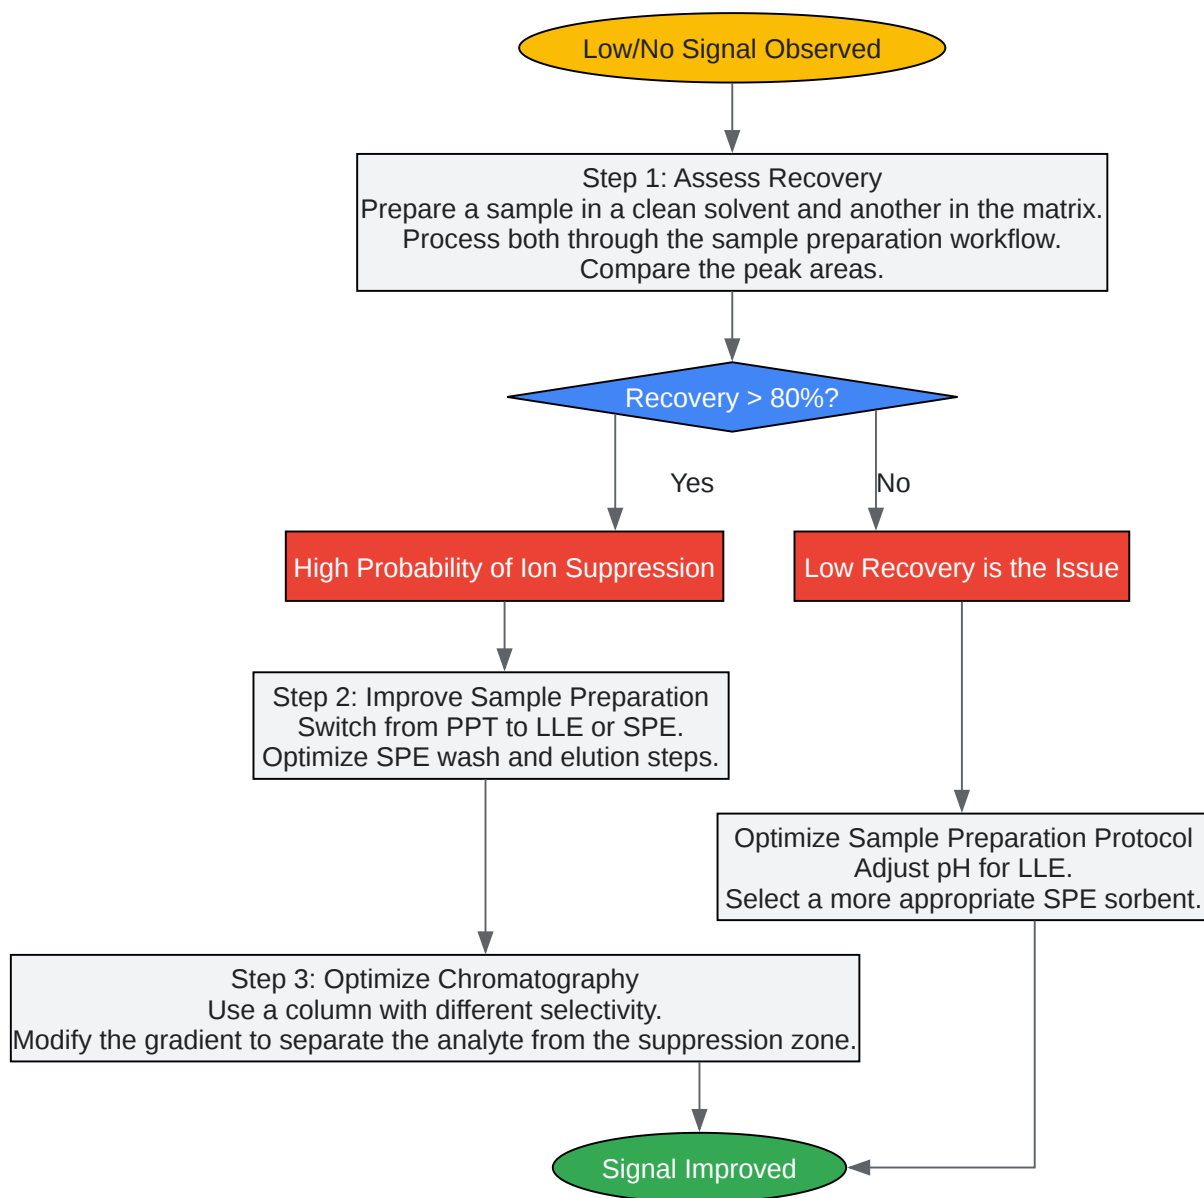 Low/No Signal Observed
Step 1: Assess Recovery
Prepare a sample in a clean solvent and another in the matrix.
Process both through the sample preparation workflow.
Compare the peak areas.
Recovery > 80%?
Yes
No
High Probability of Ion Suppression
Low Recovery is the Issue
Step 2: Improve Sample Preparation
Switch from PPT to LLE or SPE.
Optimize SPE wash and elution steps.
Optimize Sample Preparation Protocol
Adjust pH for LLE.
Select a more appropriate SPE sorbent.
Step 3: Optimize Chromatography
Use a column with different selectivity.
Modify the gradient to separate the analyte from the suppression zone.
Signal Improved